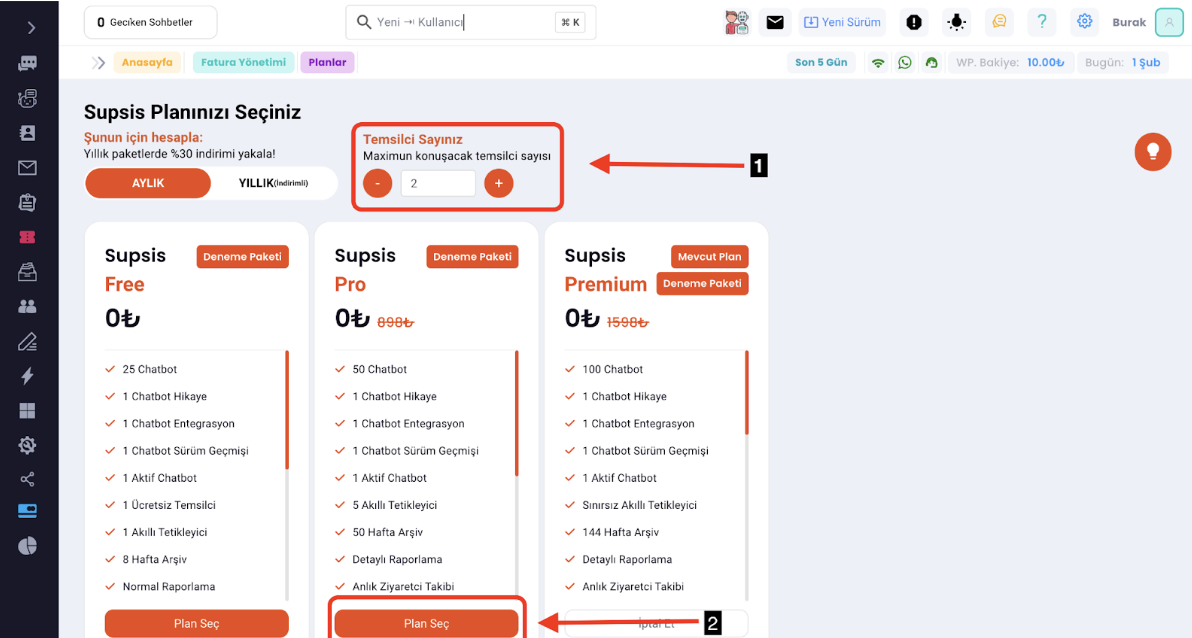 0 Geciken Sohbetler
Yeni ⇥ Kullanıcı
⌘ K
Yeni Sürüm
?
Burak
Anasayfa
Fatura Yönetimi
Planlar
Son 5 Gün
WP. Bakiye: 10.00₺
Bugün: 1 Şub
Supsis Planınızı Seçiniz
Şunun için hesapla:
Yıllık paketlerde %30 indirimi yakala!
AYLIK
YILLIK(İndirimli)
Temsilci Sayınız
Maximun konuşacak temsilci sayısı
- 2 +
1
Supsis
Deneme Paketi
Free
0₺
25 Chatbot
1 Chatbot Hikaye
1 Chatbot Entegrasyon
1 Chatbot Sürüm Geçmişi
1 Aktif Chatbot
1 Ücretsiz Temsilci
1 Akıllı Tetikleyici
8 Hafta Arşiv
Normal Raporlama
Plan Seç
Supsis
Deneme Paketi
Pro
0₺ 898₺
50 Chatbot
1 Chatbot Hikaye
1 Chatbot Entegrasyon
1 Chatbot Sürüm Geçmişi
1 Aktif Chatbot
5 Akıllı Tetikleyici
50 Hafta Arşiv
Detaylı Raporlama
Anlık Ziyaretci Takibi
Plan Seç
Supsis
Mevcut Plan
Premium
Deneme Paketi
0₺ 1598₺
100 Chatbot
1 Chatbot Hikaye
1 Chatbot Entegrasyon
1 Chatbot Sürüm Geçmişi
1 Aktif Chatbot
Sınırsız Akıllı Tetikleyici
144 Hafta Arşiv
Detaylı Raporlama
Anlık Ziyaretci Takibi
İptal Et
2